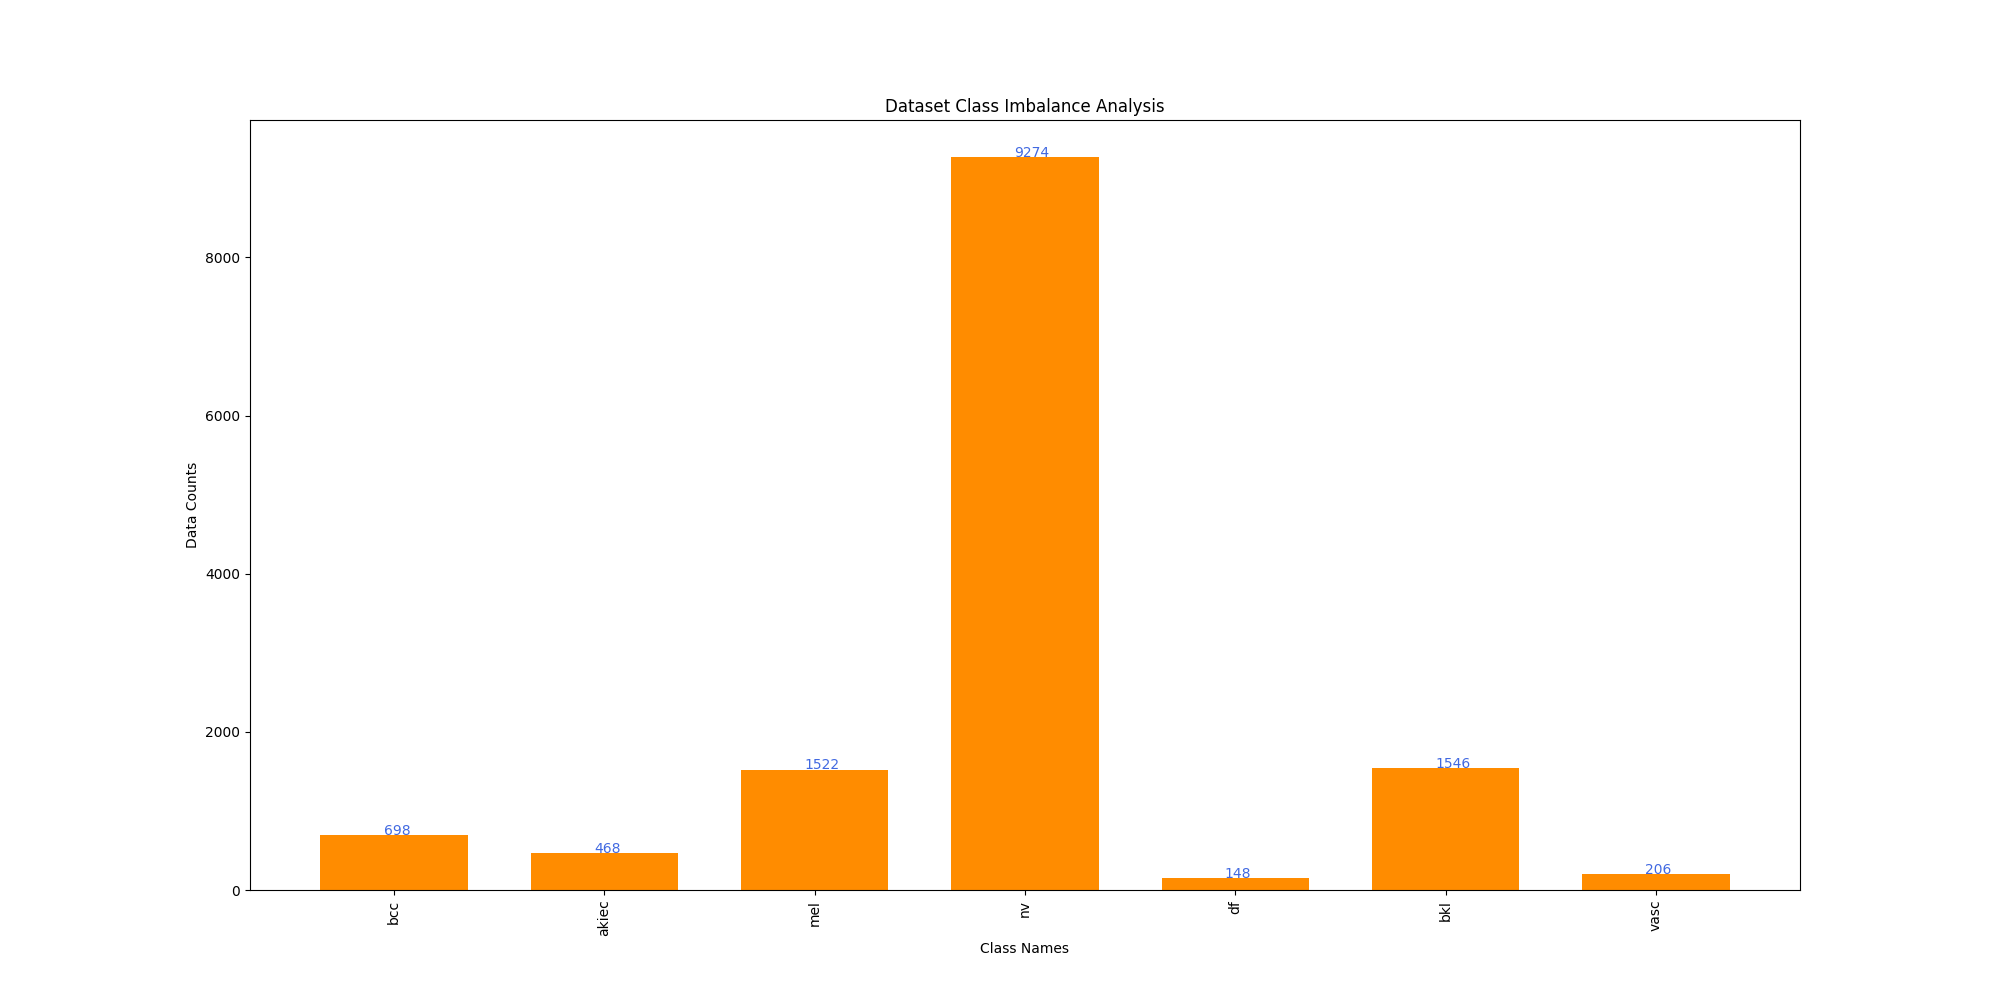 Dataset Class Imbalance Analysis
Data Counts
8000
6000
4000
2000
0
698
468
1522
9274
148
1546
206
bcc
akiec
mel
nv
df
bkl
vasc
Class Names